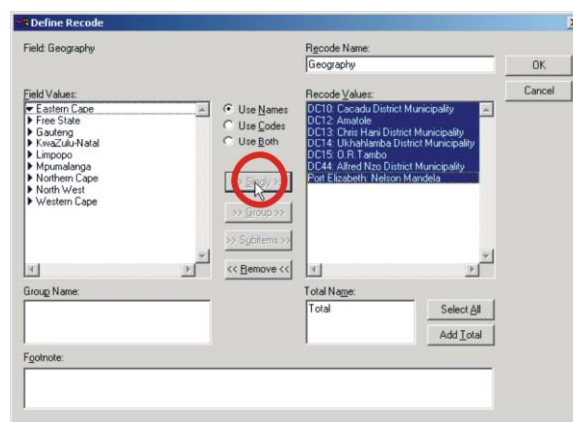 Define Recode
Field: Geography
Recode Name:
Geography
OK
Cancel
Field Values:
Eastern Cape
Free State
Gauteng
KwaZulu-Natal
Limpopo
Mpumalanga
Northern Cape
North West
Western Cape
Use Names
Use Codes
Use Both
>> Singly >>
>> Group >>
>> Subitems >>
<< Remove <<
Recode Values:
DC10: Cacadu District Municipality
DC12: Amatole
DC13: Chris Hani District Municipality
DC14: Ukhahlamba District Municipality
DC15: O.R.Tambo
DC44: Alfred Nzo District Municipality
Port Elizabeth: Nelson Mandela
Group Name:
Total Name:
Total
Select All
Add Total
Footnote: